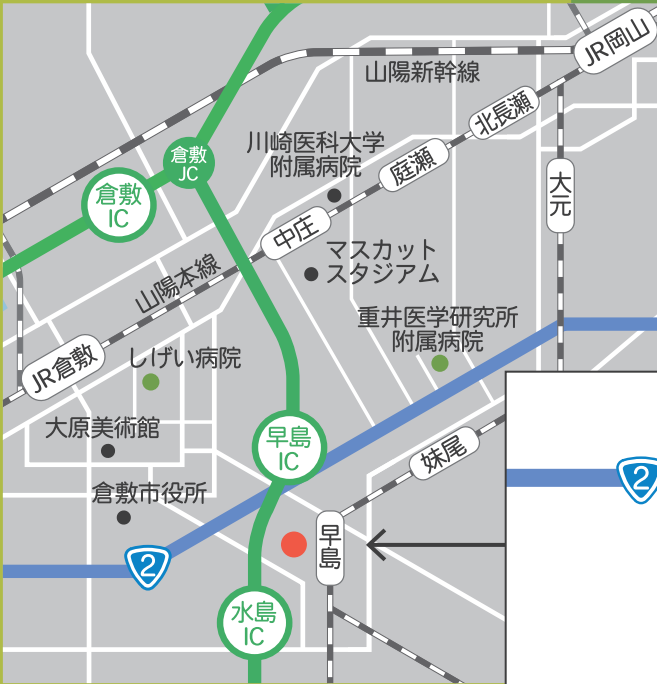 JR岡山
山陽新幹線
北長瀬
川崎医科大学
附属病院
倉敷
JC
庭瀬
大元
倉敷
IC
中庄
マスカット
スタジアム
山陽本線
重井医学研究所
附属病院
JR倉敷
しげい病院
大原美術館
早島
IC
妹尾
2
倉敷市役所
早島
2
水島
IC